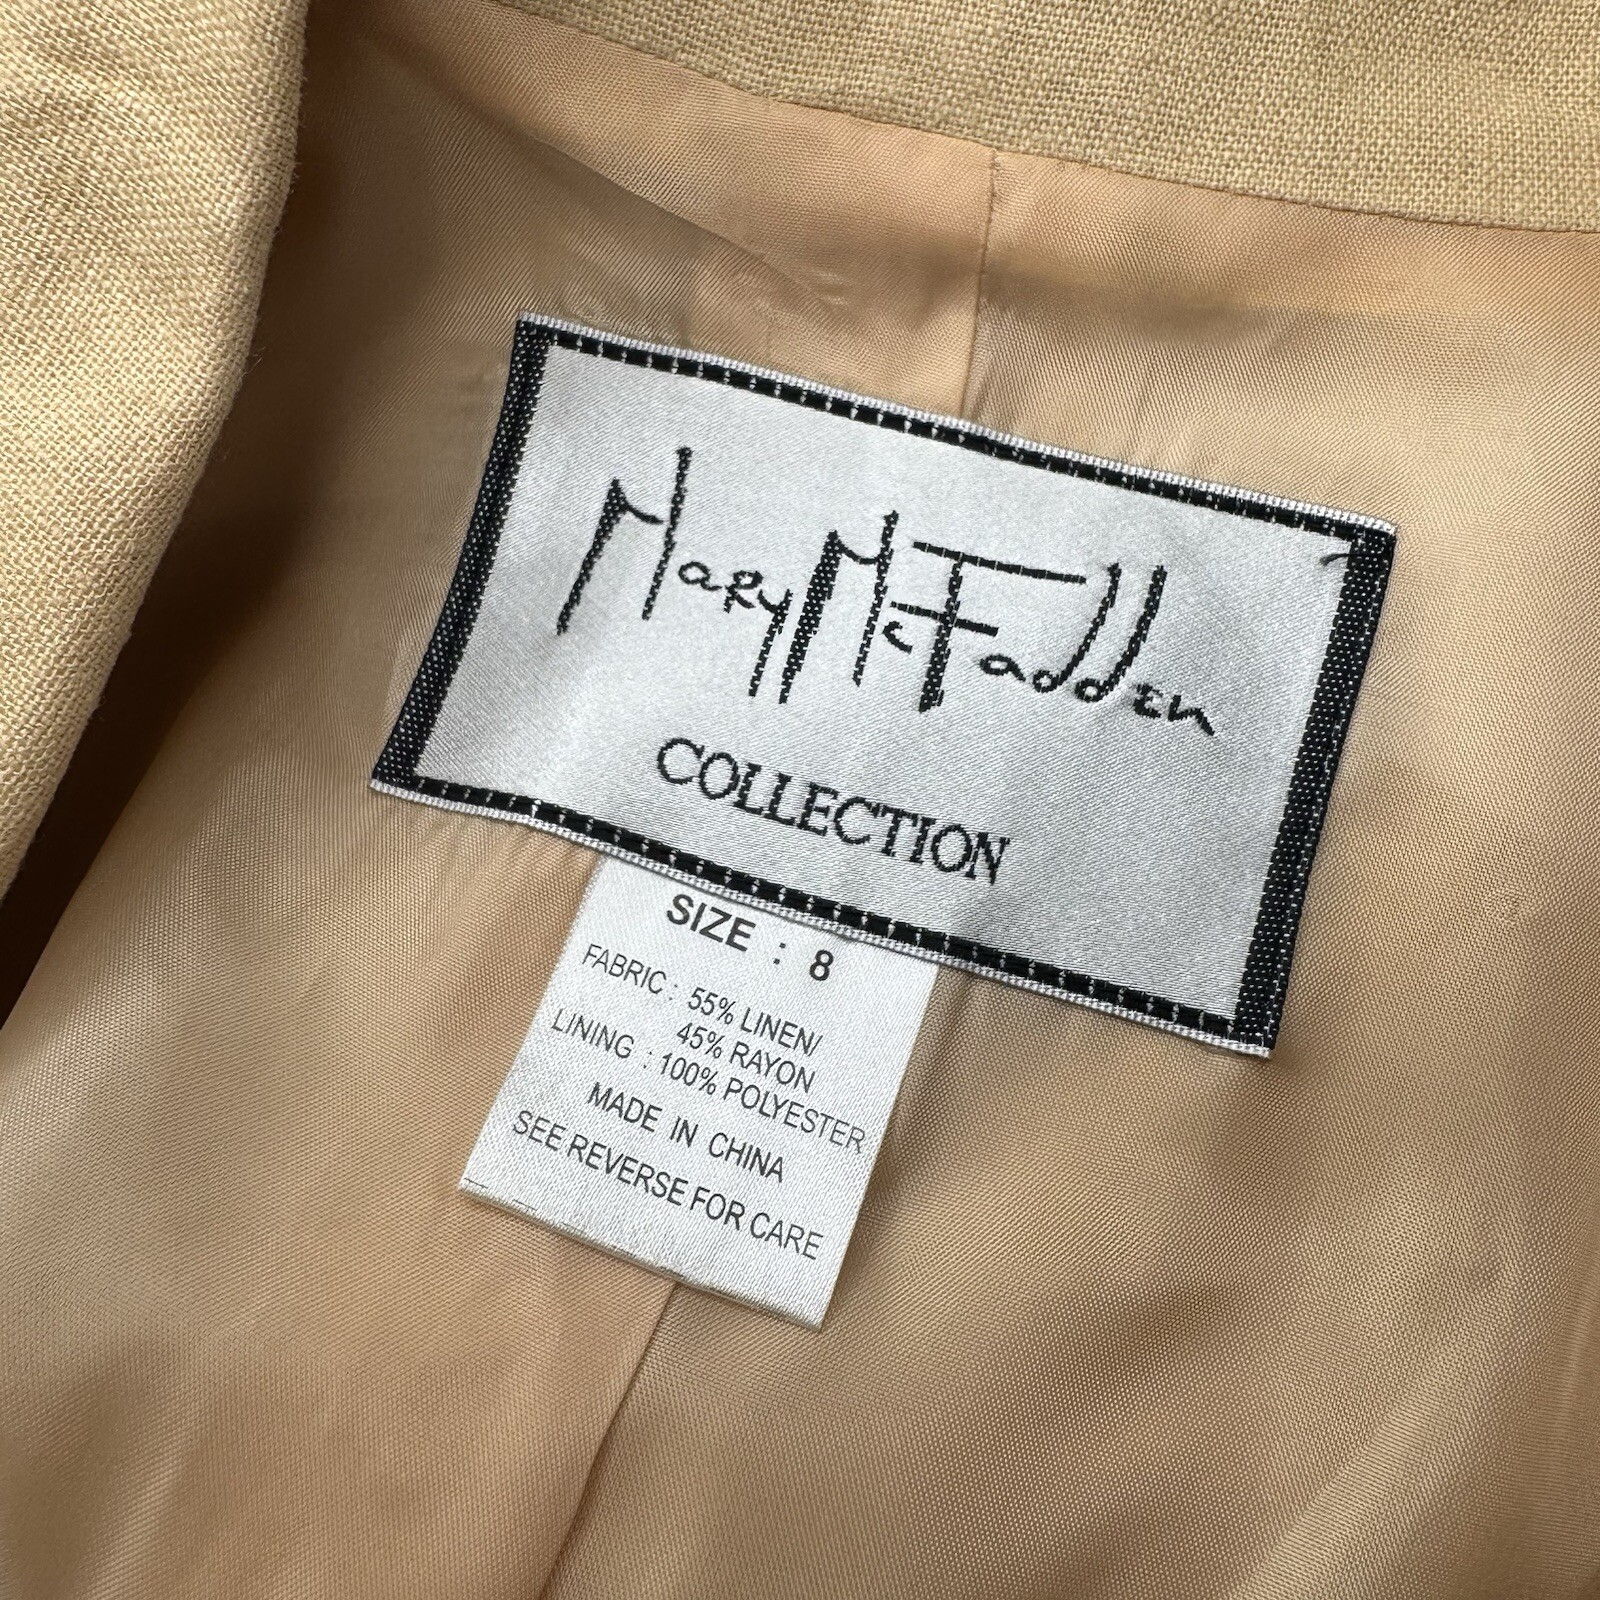 Mary McFadden
COLLECTION
SIZE : 8
FABRIC : 55% LINEN/
45% RAYON
LINING : 100% POLYESTER
MADE IN CHINA
SEE REVERSE FOR CARE